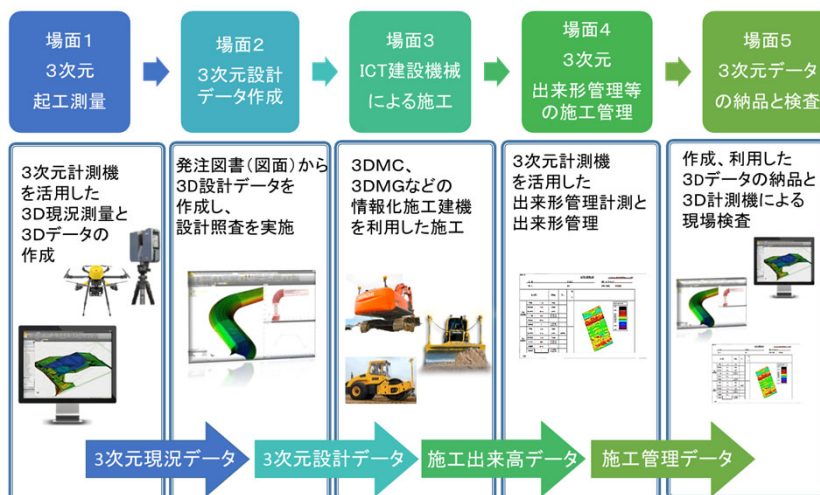 場面1
3次元
起工測量
場面2
3次元設計
データ作成
場面3
ICT建設機械
による施工
場面4
3次元
出来形管理等
の施工管理
場面5
3次元データ
の納品と検査
3次元計測機
を活用した
3D現況測量と
3Dデータの
作成
発注図書(図面)から
3D設計データを
作成し、
設計照査を実施
3DMC、
3DMGなどの
情報化施工建機
を利用した施工
3次元計測機
を活用した
出来形管理計測と
出来形管理
作成、利用した
3Dデータの納品と
3D計測機による
現場検査
3次元現況データ
3次元設計データ
施工出来高データ
施工管理データ